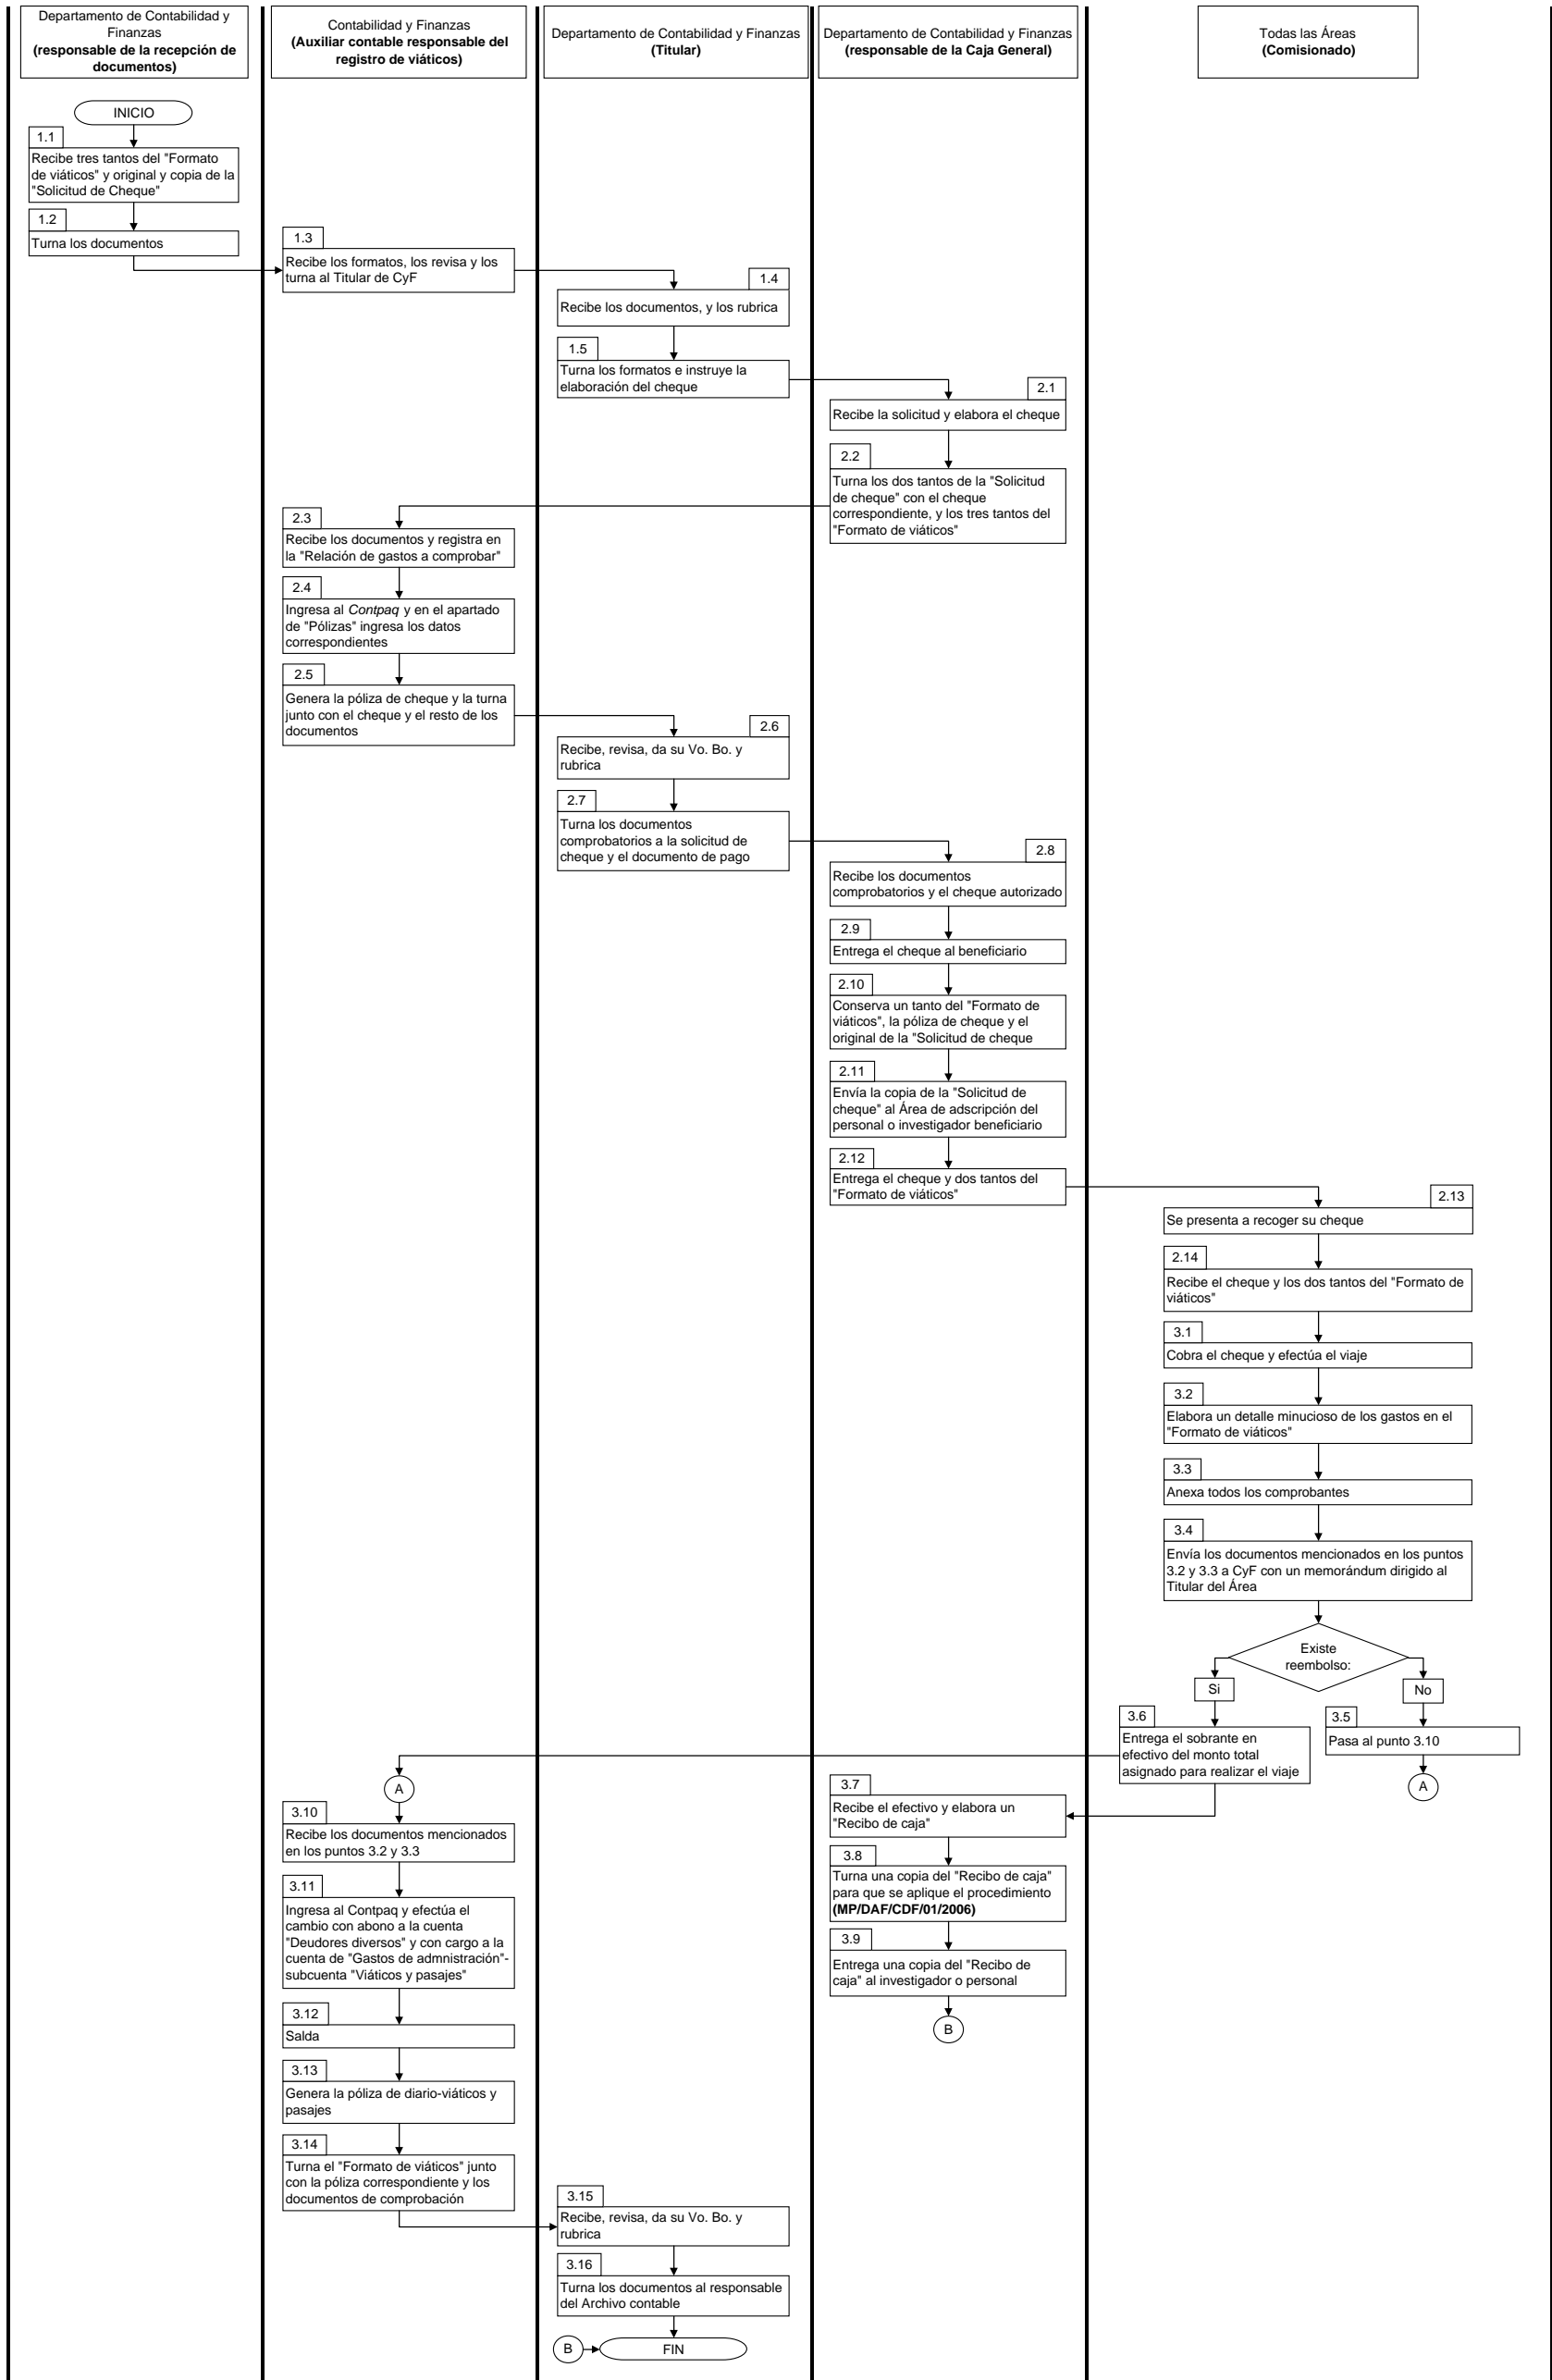 Departamento de Contabilidad y
Finanzas
(responsable de la recepción de
documentos)
Contabilidad y Finanzas
(Auxiliar contable responsable del
registro de viáticos)
Departamento de Contabilidad y Finanzas
(Titular)
Departamento de Contabilidad y Finanzas
(responsable de la Caja General)
Todas las Áreas
(Comisionado)
INICIO
1.1
Recibe tres tantos del "Formato
de viáticos" y original y copia de la
"Solicitud de Cheque"
1.2
Turna los documentos
1.3
Recibe los formatos, los revisa y los
turna al Titular de CyF
1.4
Recibe los documentos, y los rubrica
1.5
Turna los formatos e instruye la
elaboración del cheque
2.1
Recibe la solicitud y elabora el cheque
2.2
Turna los dos tantos de la "Solicitud
de cheque" con el cheque
correspondiente, y los tres tantos del
"Formato de viáticos"
2.3
Recibe los documentos y registra en
la "Relación de gastos a comprobar"
2.4
Ingresa al Contpaq y en el apartado
de "Pólizas" ingresa los datos
correspondientes
2.5
Genera la póliza de cheque y la turna
junto con el cheque y el resto de los
documentos
2.6
Recibe, revisa, da su Vo. Bo. y
rubrica
2.7
Turna los documentos
comprobatorios a la solicitud de
cheque y el documento de pago
2.8
Recibe los documentos
comprobatorios y el cheque autorizado
2.9
Entrega el cheque al beneficiario
2.10
Conserva un tanto del "Formato de
viáticos", la póliza de cheque y el
original de la "Solicitud de cheque
2.11
Envía la copia de la "Solicitud de
cheque" al Área de adscripción del
personal o investigador beneficiario
2.12
Entrega el cheque y dos tantos del
"Formato de viáticos"
2.13
Se presenta a recoger su cheque
2.14
Recibe el cheque y los dos tantos del "Formato de
viáticos"
3.1
Cobra el cheque y efectúa el viaje
3.2
Elabora un detalle minucioso de los gastos en el
"Formato de viáticos"
3.3
Anexa todos los comprobantes
3.4
Envía los documentos mencionados en los puntos
3.2 y 3.3 a CyF con un memorándum dirigido al
Titular del Área
Existe
reembolso:
Si
No
3.6
Entrega el sobrante en
efectivo del monto total
asignado para realizar el viaje
3.5
Pasa al punto 3.10
A
A
3.7
Recibe el efectivo y elabora un
"Recibo de caja"
3.8
Turna una copia del "Recibo de caja"
para que se aplique el procedimiento
(MP/DAF/CDF/01/2006)
3.9
Entrega una copia del "Recibo de
caja" al investigador o personal
B
3.10
Recibe los documentos mencionados
en los puntos 3.2 y 3.3
3.11
Ingresa al Contpaq y efectúa el
cambio con abono a la cuenta
"Deudores diversos" y con cargo a la
cuenta de "Gastos de admnistración"-
subcuenta "Viáticos y pasajes"
3.12
Salda
3.13
Genera la póliza de diario-viáticos y
pasajes
3.14
Turna el "Formato de viáticos" junto
con la póliza correspondiente y los
documentos de comprobación
3.15
Recibe, revisa, da su Vo. Bo. y
rubrica
3.16
Turna los documentos al responsable
del Archivo contable
B
FIN